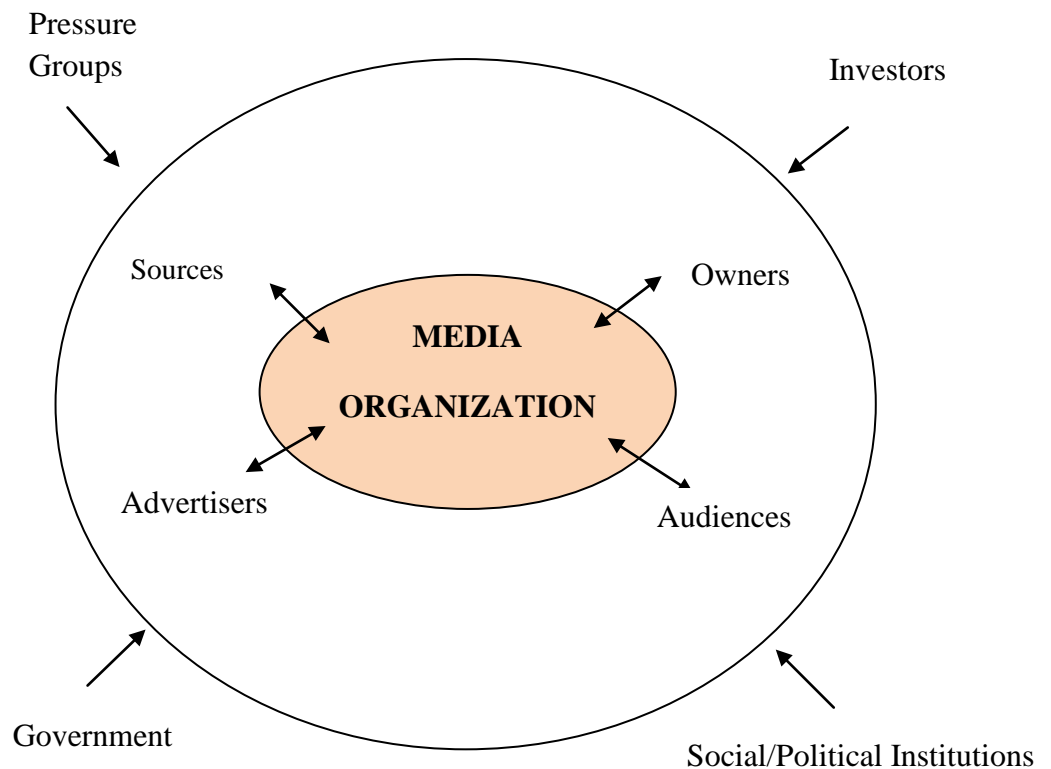 Pressure
Groups
Investors
Sources
Owners
MEDIA
ORGANIZATION
Advertisers
Audiences
Government
Social/Political Institutions